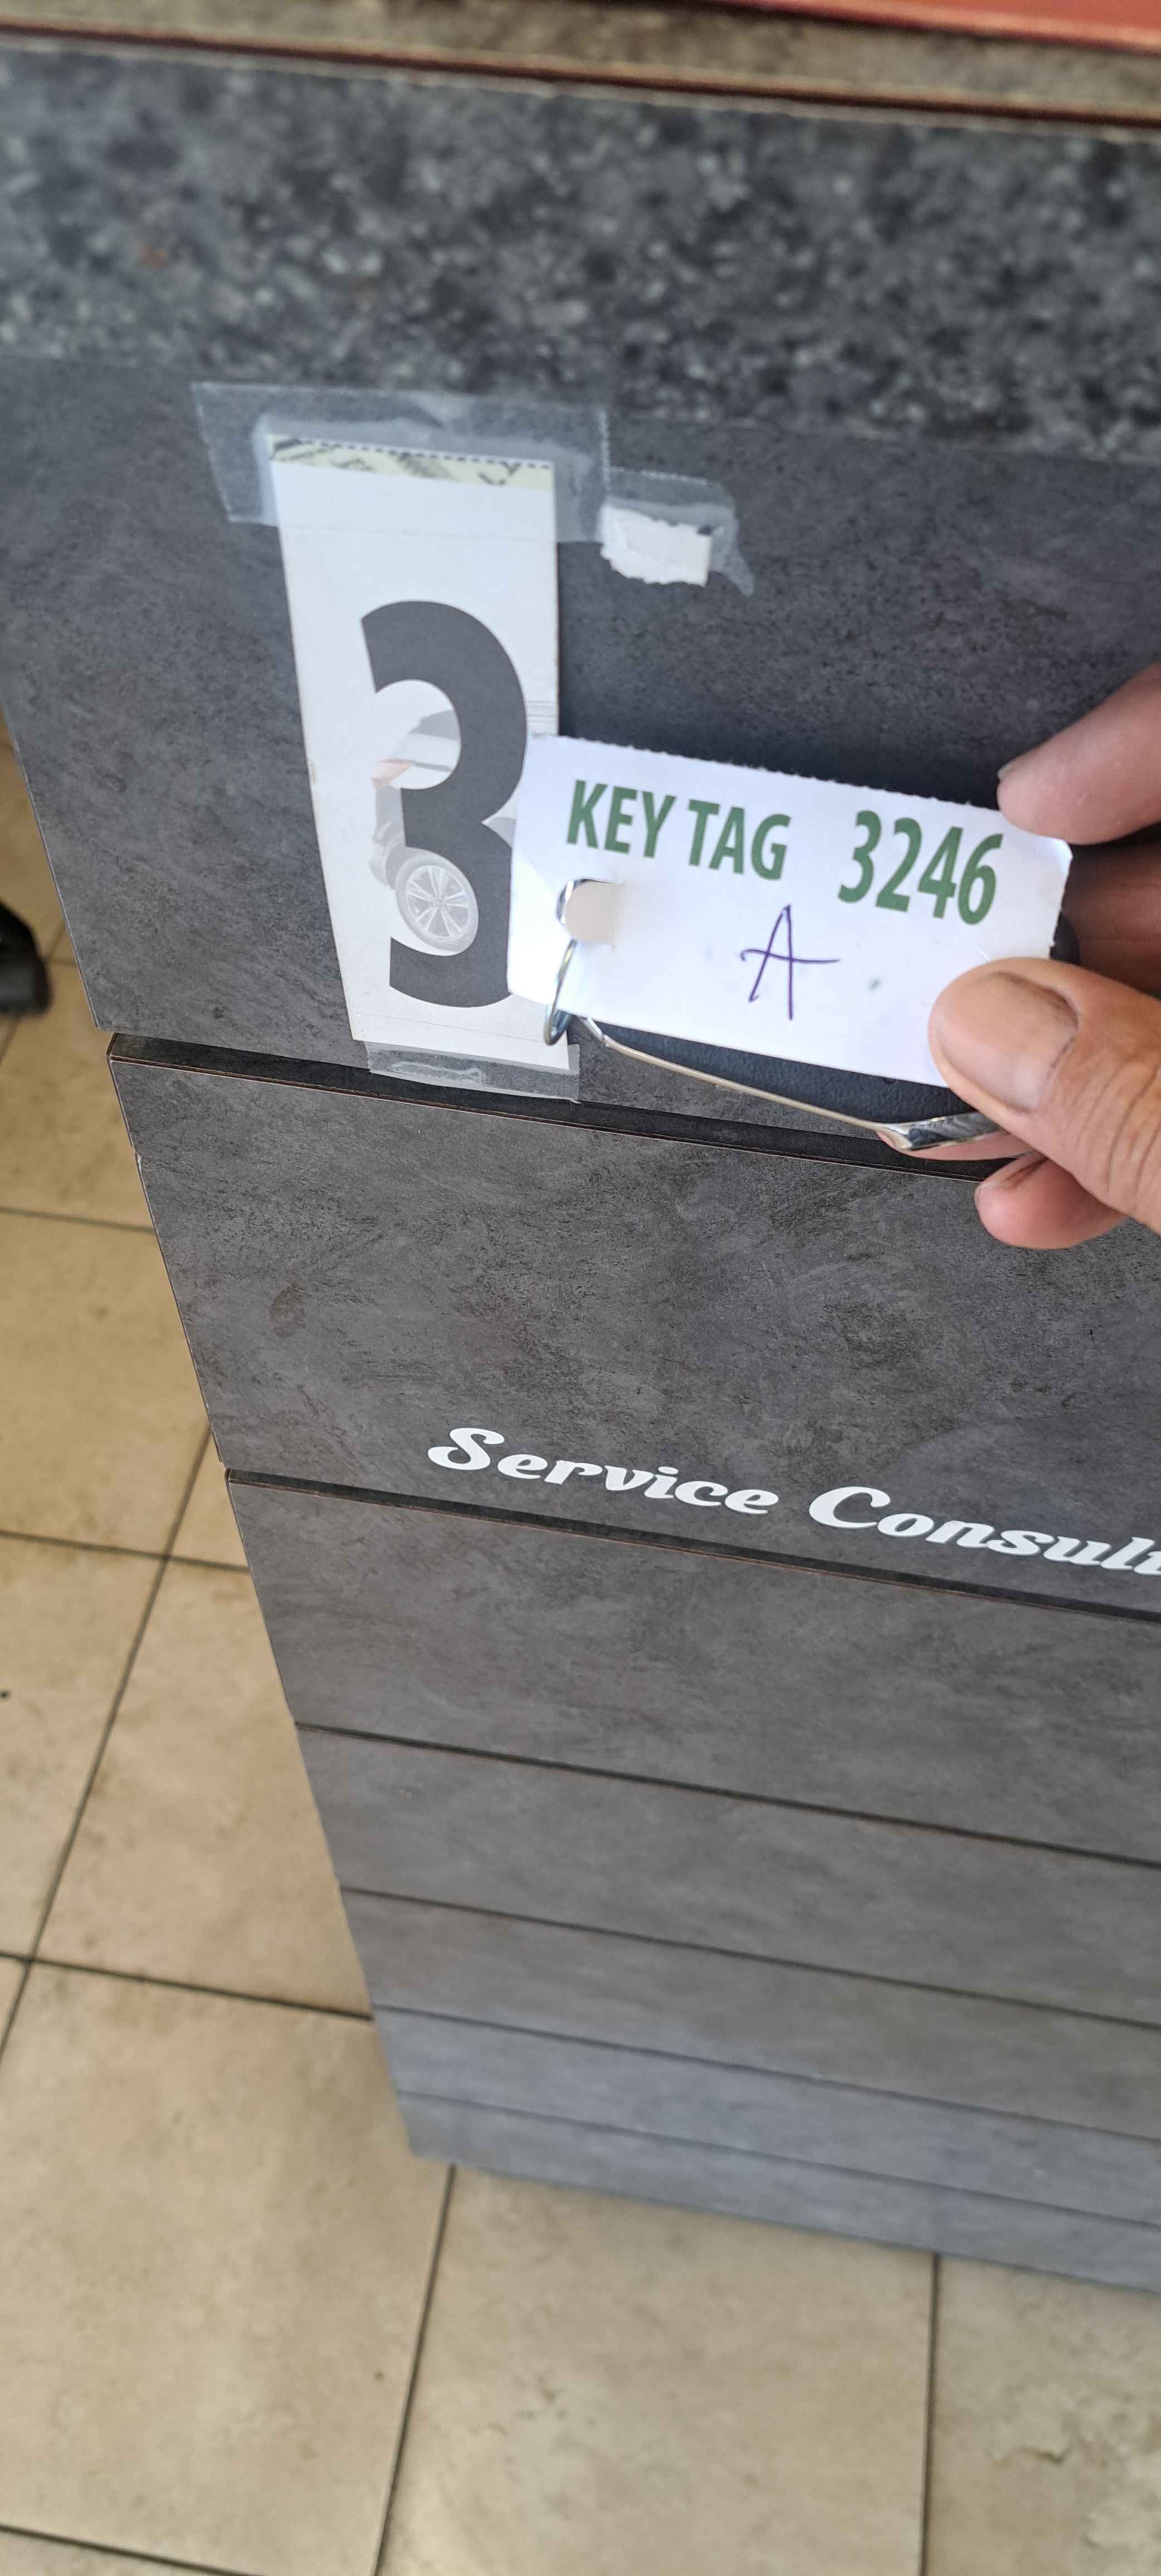 3
KEY TAG 3246
A
Service Consult